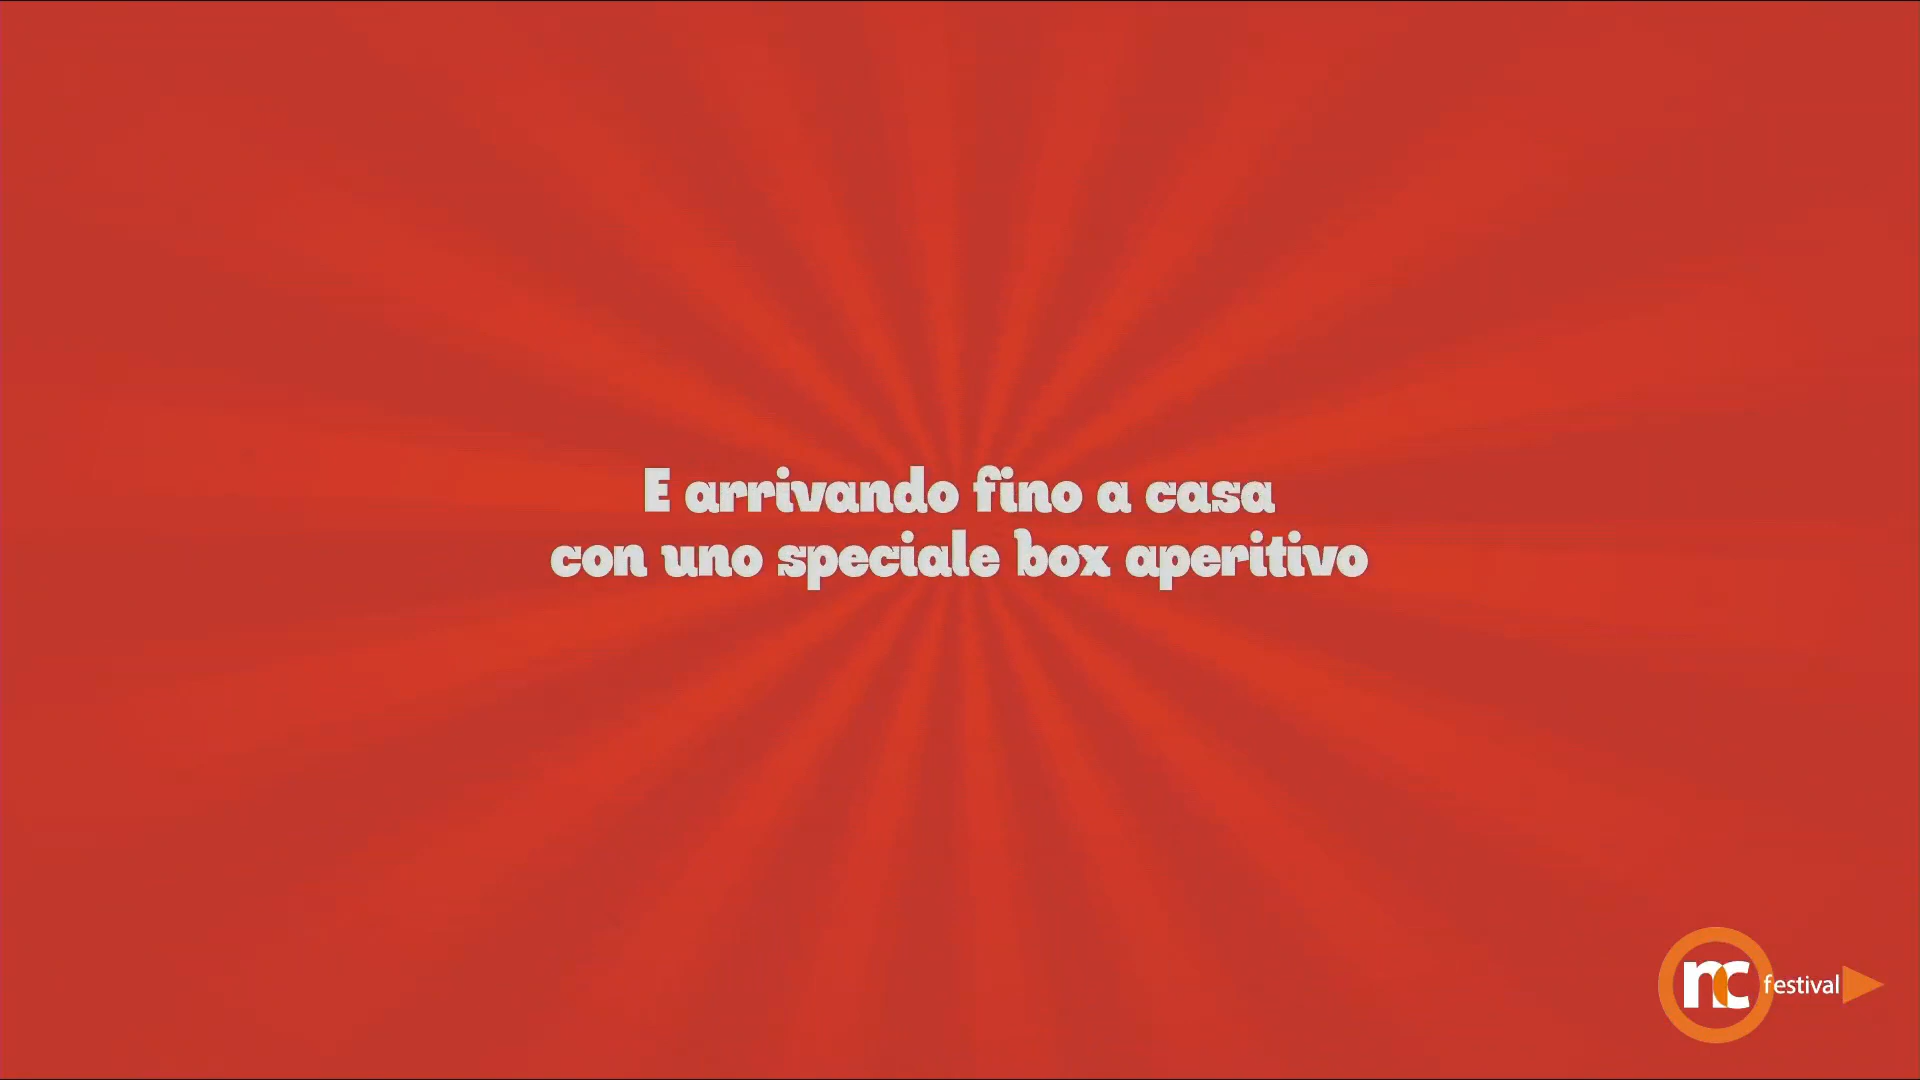 E arrivando fino a casa
con uno speciale box aperitivo
nc festival